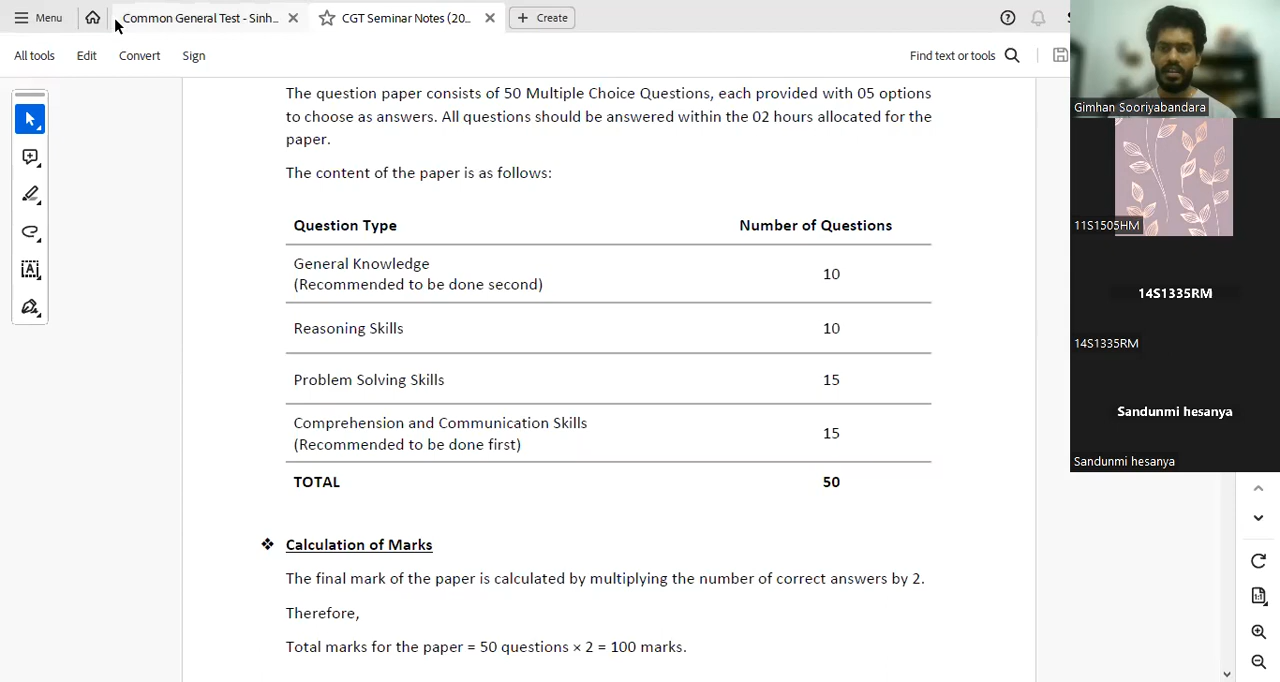 Menu
Common General Test - Sinh...
CGT Seminar Notes (20...
Create
All tools
Edit
Convert
Sign
Find text or tools
The question paper consists of 50 Multiple Choice Questions, each provided with 05 options
to choose as answers. All questions should be answered within the 02 hours allocated for the
paper.
The content of the paper is as follows:
Question Type Number of Questions
General Knowledge
(Recommended to be done second) 10
Reasoning Skills 10
Problem Solving Skills 15
Comprehension and Communication Skills
(Recommended to be done first) 15
TOTAL 50
❖ Calculation of Marks
The final mark of the paper is calculated by multiplying the number of correct answers by 2.
Therefore,
Total marks for the paper = 50 questions × 2 = 100 marks.
Gimhan Sooriyabandara
11S1505HM
14S1335RM
14S1335RM
Sandunmi hesanya
Sandunmi hesanya